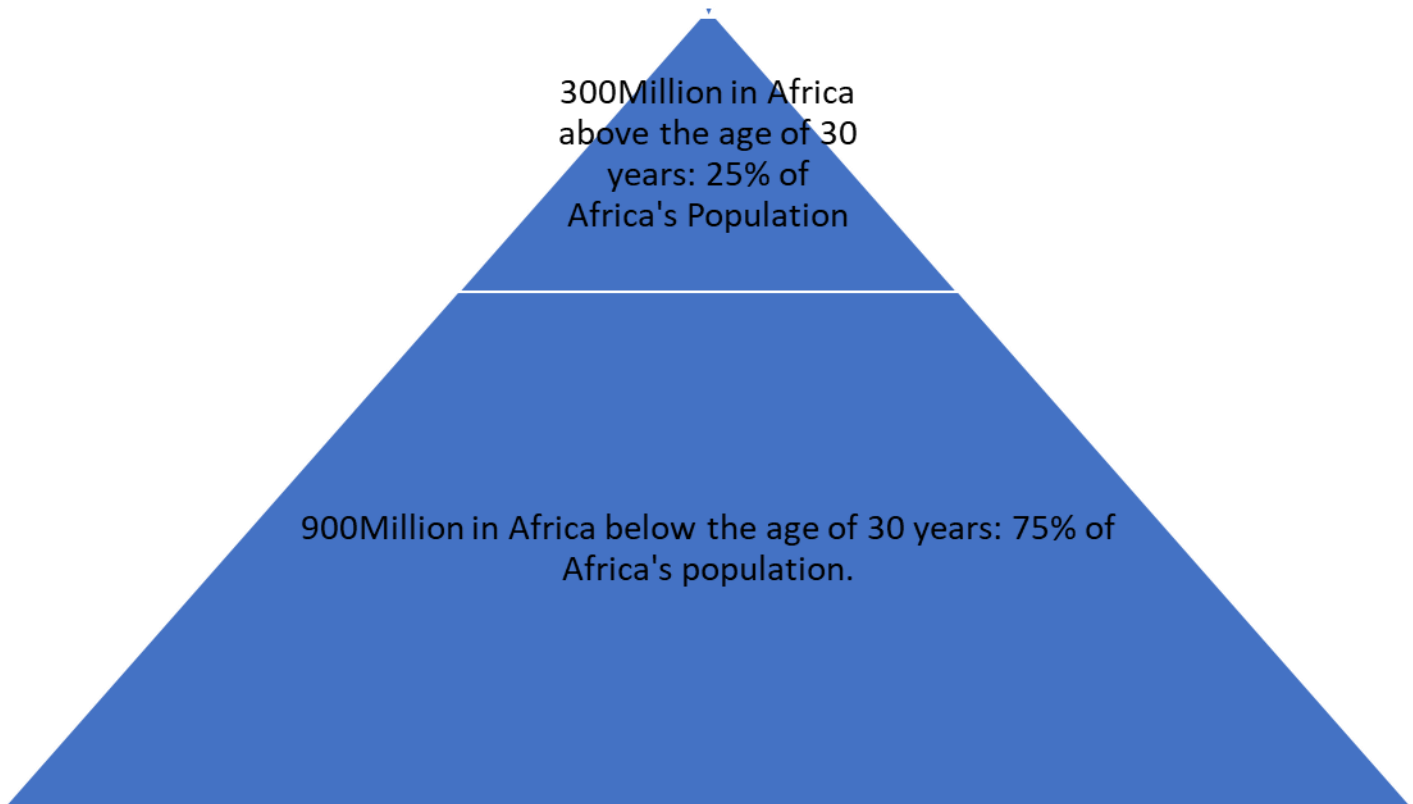 300Million in Africa
above the age of 30
years: 25% of
Africa's Population
900Million in Africa below the age of 30 years: 75% of
Africa's population.